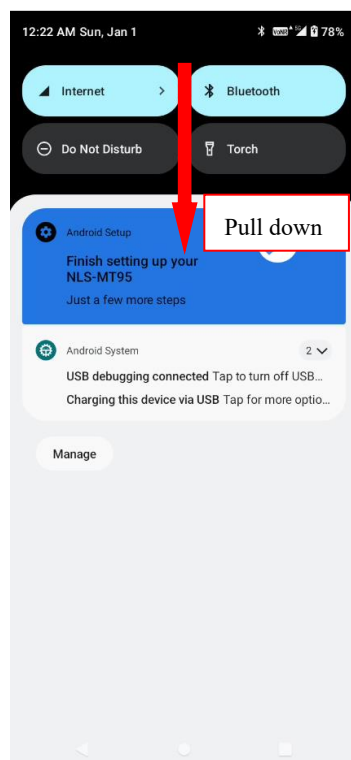 12:22 AM Sun, Jan 1 78%
Internet Bluetooth
Do Not Disturb Torch
Pull down
Android Setup
Finish setting up your
NLS-MT95
Just a few more steps
Android System 2
USB debugging connected Tap to turn off USB...
Charging this device via USB Tap for more optio...
Manage